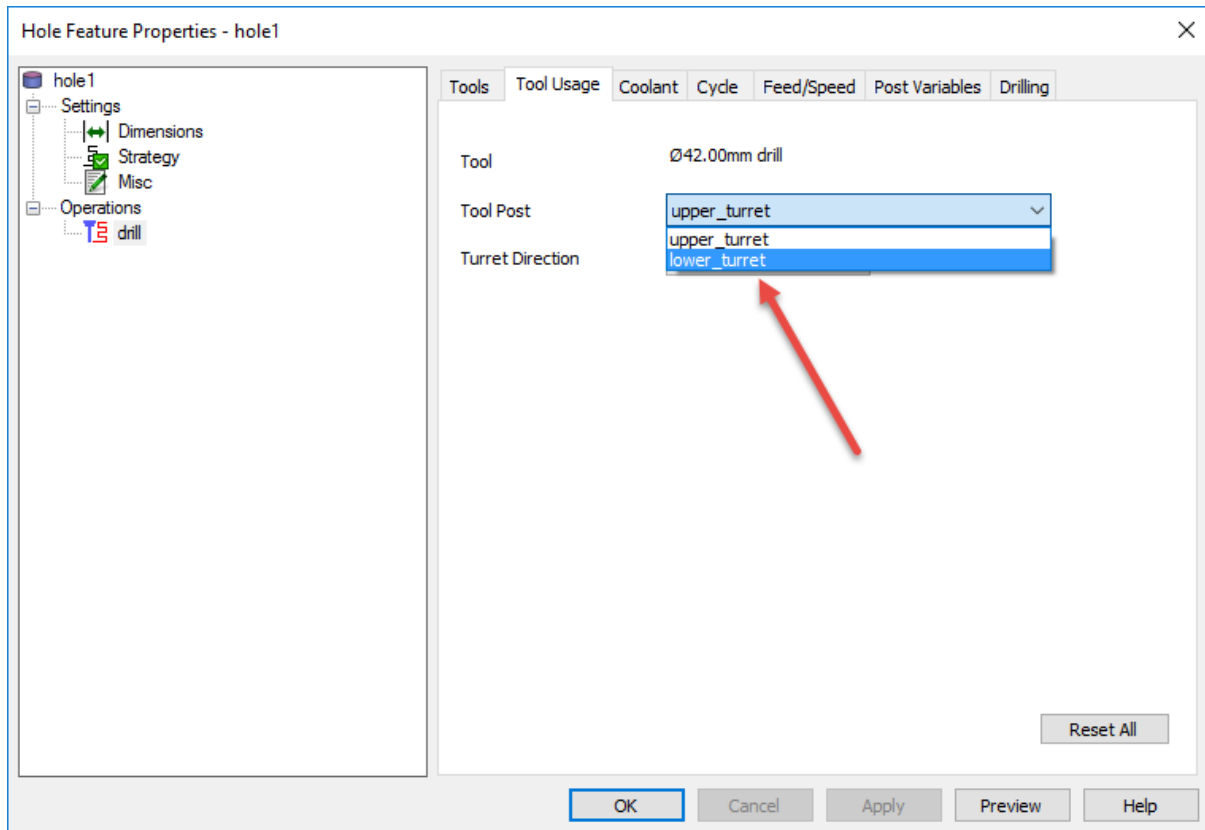 Hole Feature Properties - hole1
hole1
Settings
Dimensions
Strategy
Misc
Operations
drill
Tools Tool Usage Coolant Cycle Feed/Speed Post Variables Drilling
Tool Ø42.00mm drill
Tool Post upper_turret
upper_turret
Turret Direction lower_turret
Reset All
OK Cancel Apply Preview Help